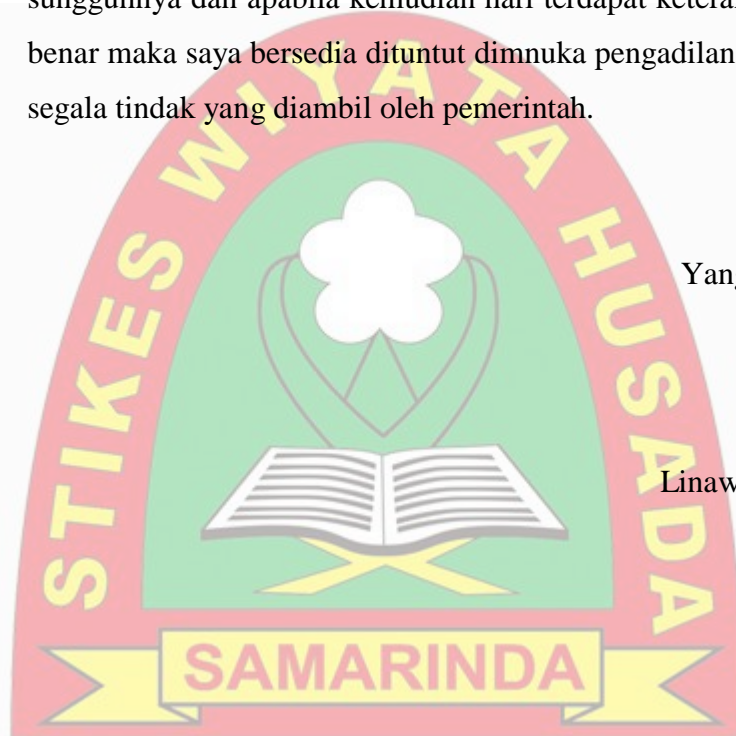 sungguhnya dan apabila kemudian hari terdapat
benar maka saya bersedia dituntut dimnuka pengadilan
segala tindak yang diambil oleh pemerintah.
STIKES WIYATA HUSADA
SAMARINDA